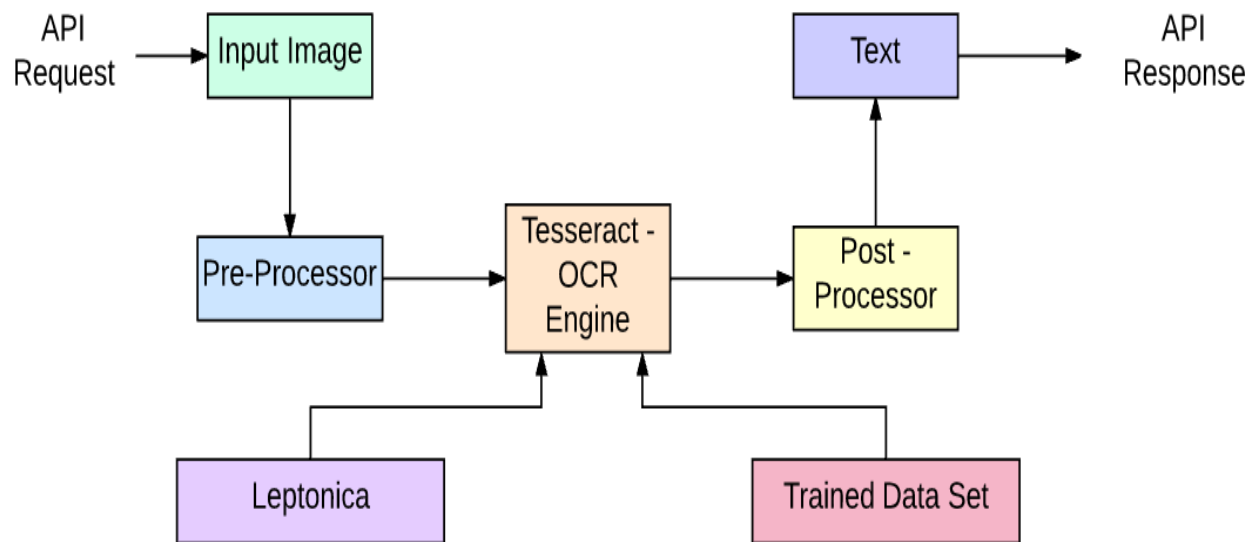 API
Request
Input Image
Text
API
Response
Pre-Processor
Tesseract -
OCR
Engine
Post -
Processor
Leptonica
Trained Data Set